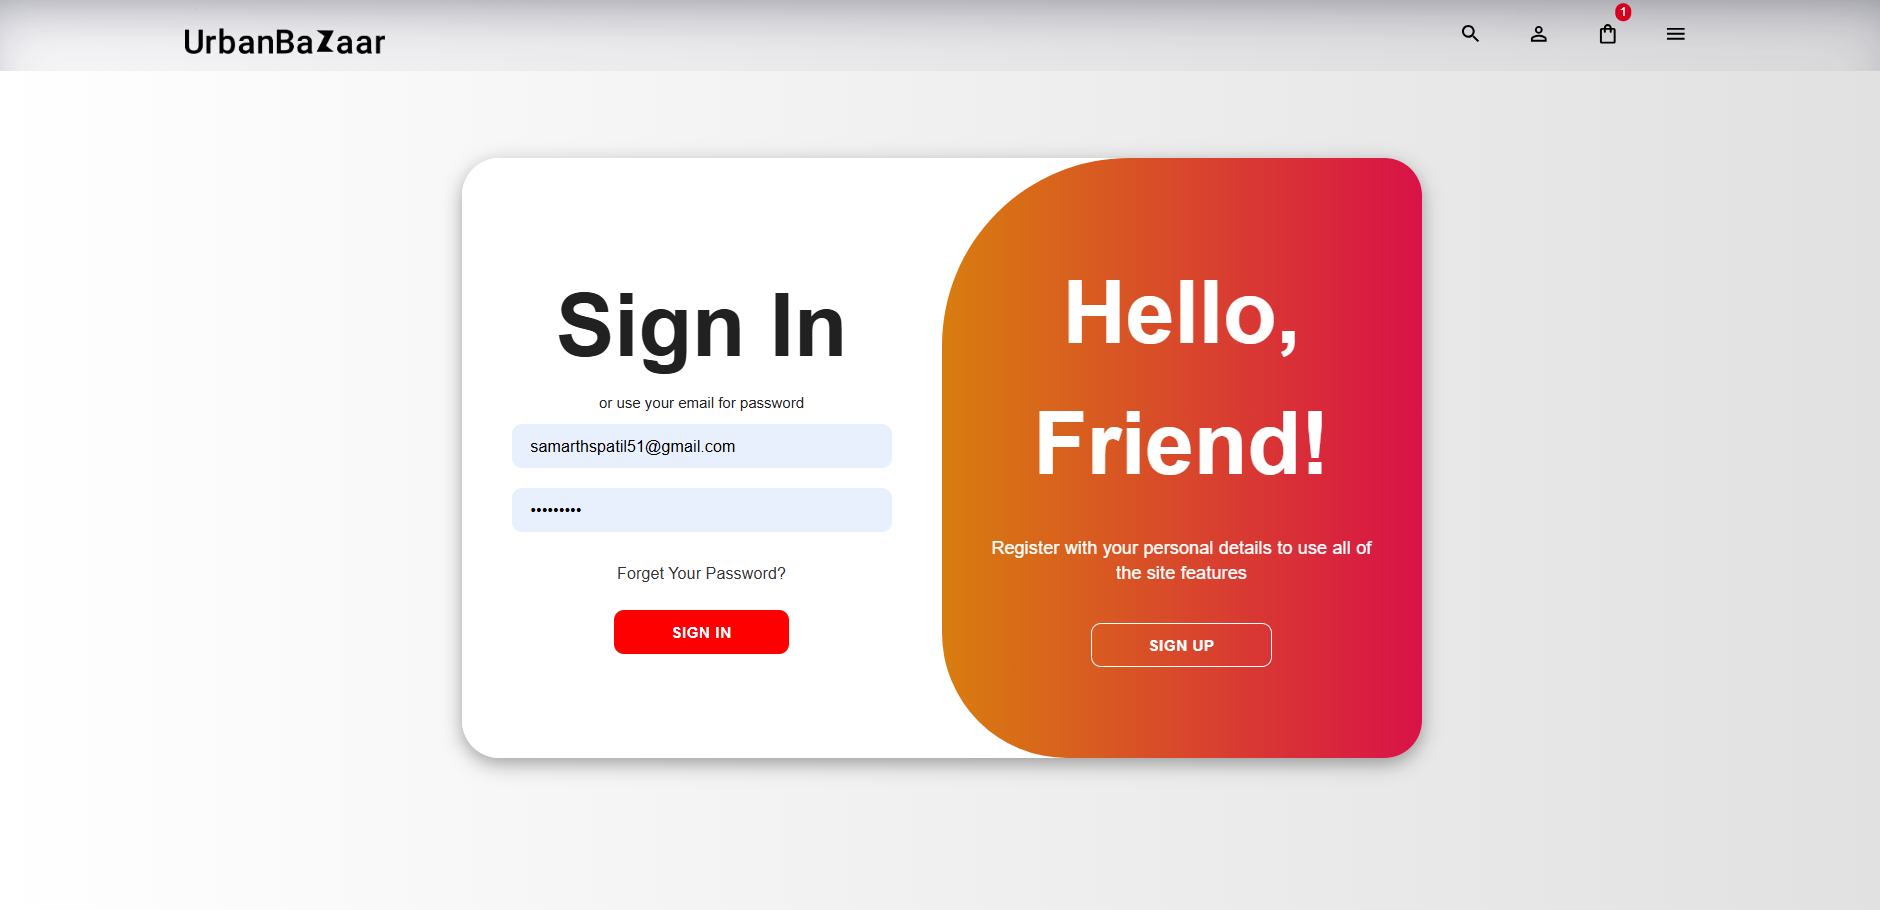 UrbanBaZaar
1
Sign In
or use your email for password
samarthspatil51@gmail.com
•••••••••
Forget Your Password?
SIGN IN
Hello,
Friend!
Register with your personal details to use all of
the site features
SIGN UP